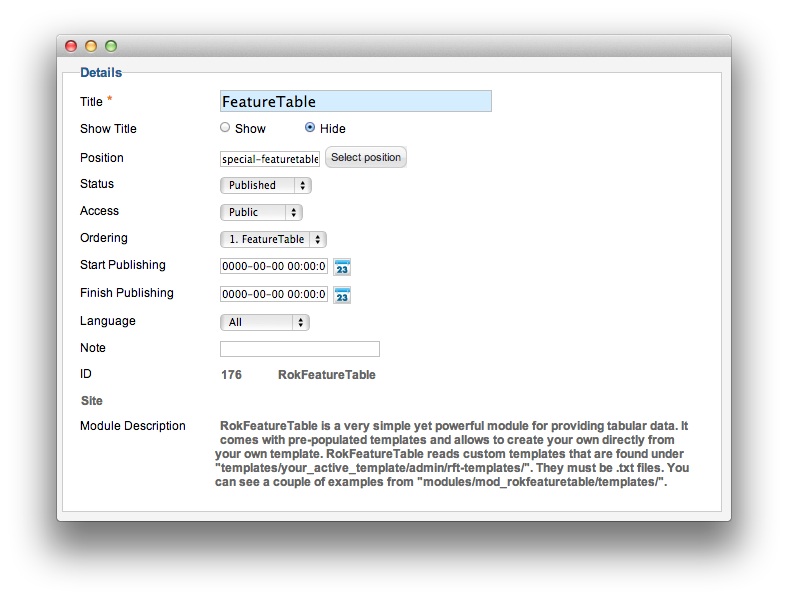 Details
Title *
FeatureTable
Show Title
Show
Hide
Position
special-featuretable
Select position
Status
Published
Access
Public
Ordering
1. FeatureTable
Start Publishing
0000-00-00 00:00:0
23
Finish Publishing
0000-00-00 00:00:0
23
Language
All
Note
ID
176
RokFeatureTable
Site
Module Description
RokFeatureTable is a very simple yet powerful module for providing tabular data. It
comes with pre-populated templates and allows to create your own directly from
your own template. RokFeatureTable reads custom templates that are found under
"templates/your_active_template/admin/rft-templates/". They must be .txt files. You
can see a couple of examples from "modules/mod_rokfeaturetable/templates/".